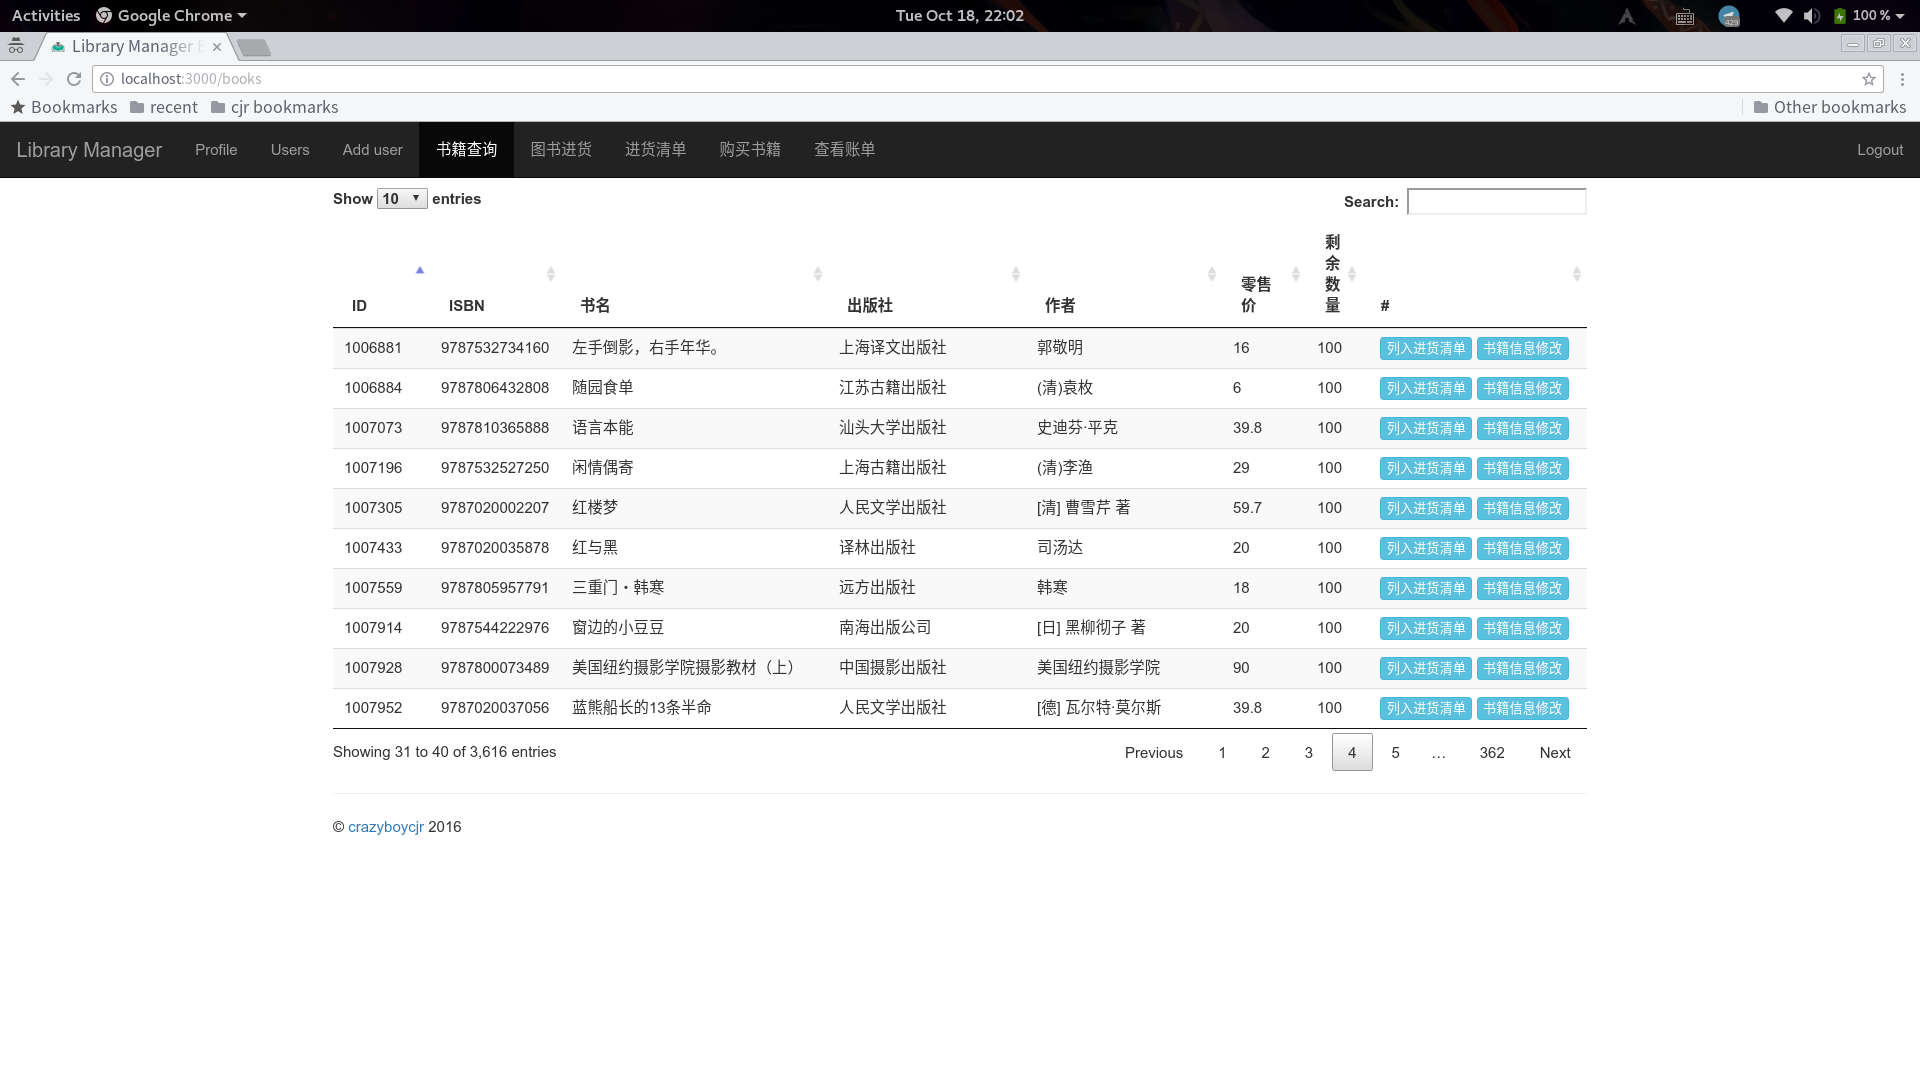 Activities Google Chrome Tue Oct 18, 22:02 429 100 %
Library Manager
localhost:3000/books
Bookmarks recent cjr bookmarks Other bookmarks
Library Manager Profile Users Add user 书籍查询 图书进货 进货清单 购买书籍 查看账单 Logout
Show 10 entries Search:
ID ISBN 书名 出版社 作者 零售价 剩余数量 #
1006881 9787532734160 左手倒影，右手年华。 上海译文出版社 郭敬明 16 100 列入进货清单 书籍信息修改
1006884 9787806432808 随园食单 江苏古籍出版社 (清)袁枚 6 100 列入进货清单 书籍信息修改
1007073 9787810365888 语言本能 汕头大学出版社 史迪芬·平克 39.8 100 列入进货清单 书籍信息修改
1007196 9787532527250 闲情偶寄 上海古籍出版社 (清)李渔 29 100 列入进货清单 书籍信息修改
1007305 9787020002207 红楼梦 人民文学出版社 [清] 曹雪芹 著 59.7 100 列入进货清单 书籍信息修改
1007433 9787020035878 红与黑 译林出版社 司汤达 20 100 列入进货清单 书籍信息修改
1007559 9787805957791 三重门・韩寒 远方出版社 韩寒 18 100 列入进货清单 书籍信息修改
1007914 9787544222976 窗边的小豆豆 南海出版公司 [日] 黑柳彻子 著 20 100 列入进货清单 书籍信息修改
1007928 9787800073489 美国纽约摄影学院摄影教材（上） 中国摄影出版社 美国纽约摄影学院 90 100 列入进货清单 书籍信息修改
1007952 9787020037056 蓝熊船长的13条半命 人民文学出版社 [德] 瓦尔特·莫尔斯 39.8 100 列入进货清单 书籍信息修改
Showing 31 to 40 of 3,616 entries Previous 1 2 3 4 5 … 362 Next
© crazyboycjr 2016